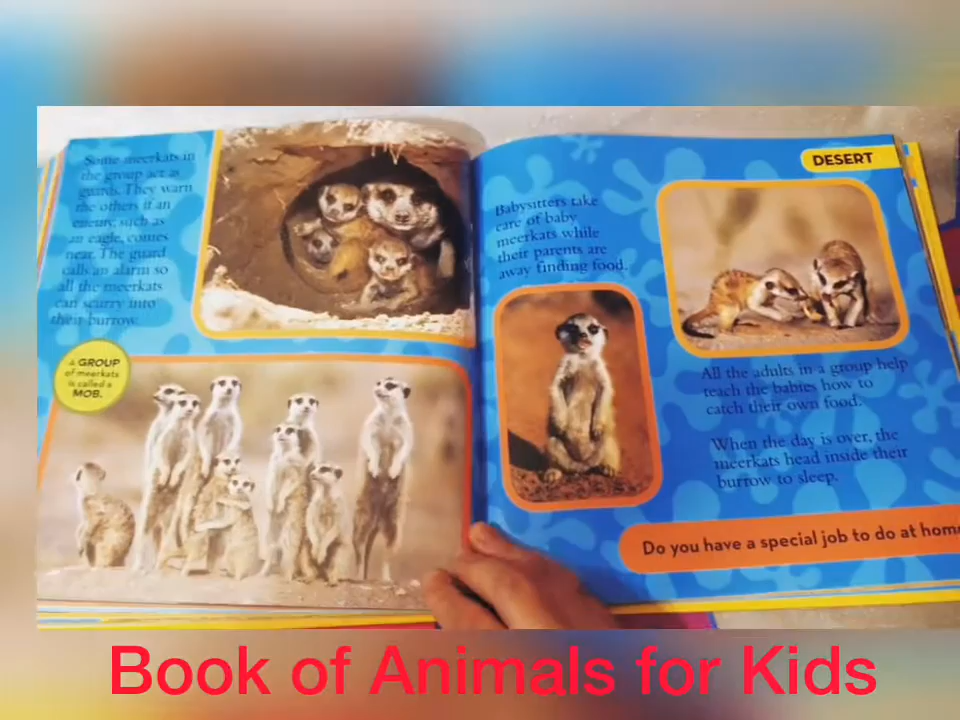 Some meerkats in
the group act as
guards. They warn
the others if an
enemy, such as
an eagle, comes
near. The guard
calls an alarm so
all the meerkats
can scurry into
their burrow.
A GROUP
of meerkats
is called a
MOB.
DESERT
Babysitters take
care of baby
meerkats while
their parents are
away finding food.
All the adults in a group help
teach the babies how to
catch their own food.
When the day is over, the
meerkats head inside their
burrow to sleep.
Do you have a special job to do at hom
Book of Animals for Kids